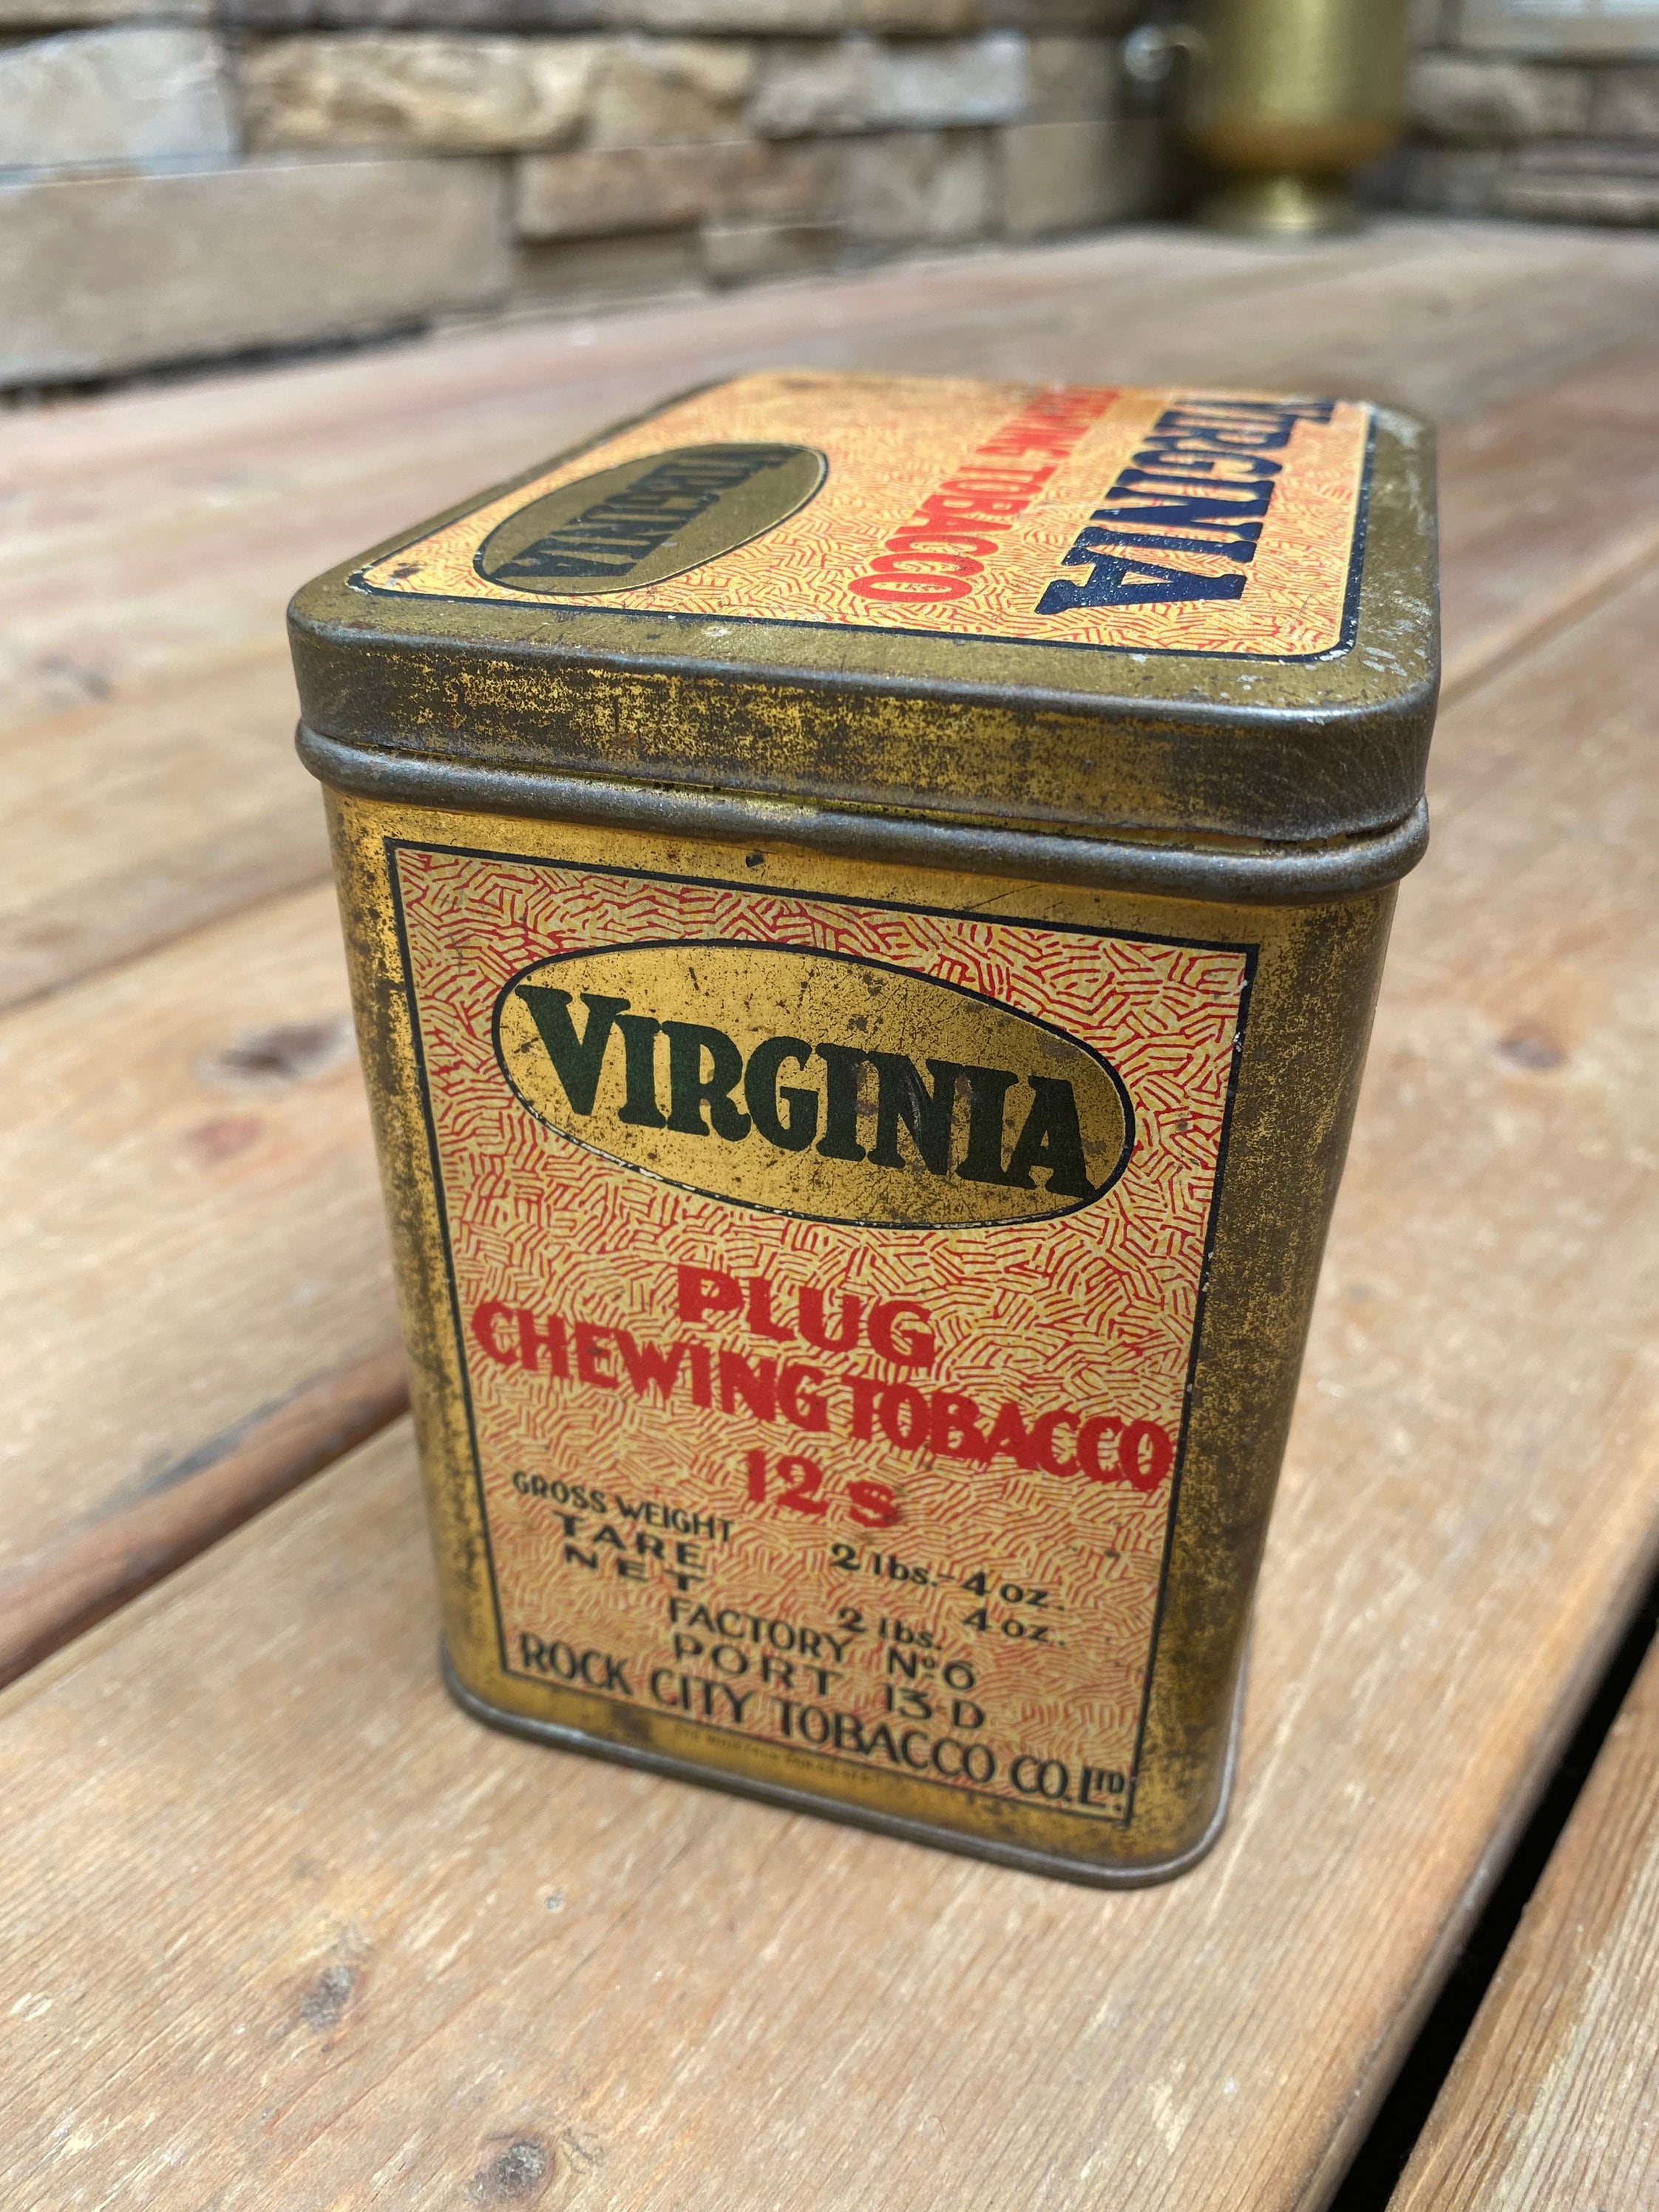 VIRGINIA
TOBACCO
VIRGINIA
VIRGINIA
PLUG
CHEWING TOBACCO
12 s
GROSS WEIGHT 2 lbs.-4 oz.
TARE 4 oz.
NET 2 lbs.
FACTORY No 6
PORT 13-D
ROCK CITY TOBACCO CO. LTD.